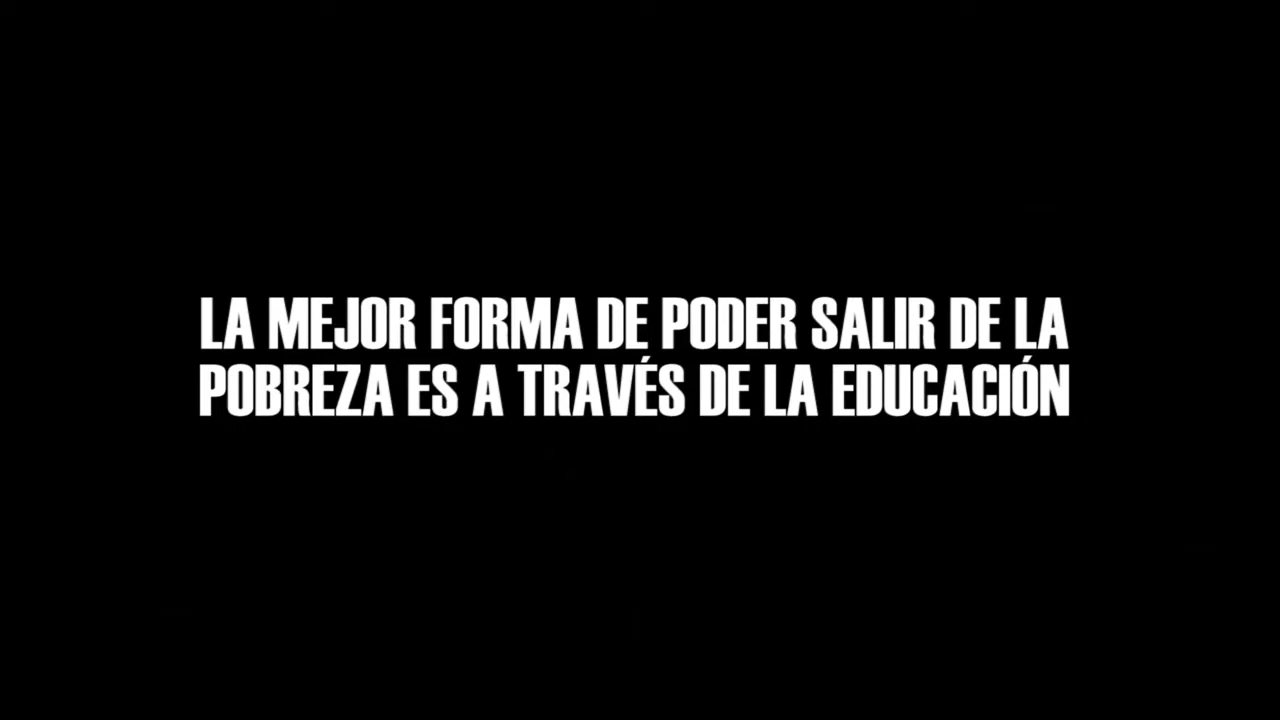 LA MEJOR FORMA DE PODER SALIR DE LA
POBREZA ES A TRAVÉS DE LA EDUCACIÓN